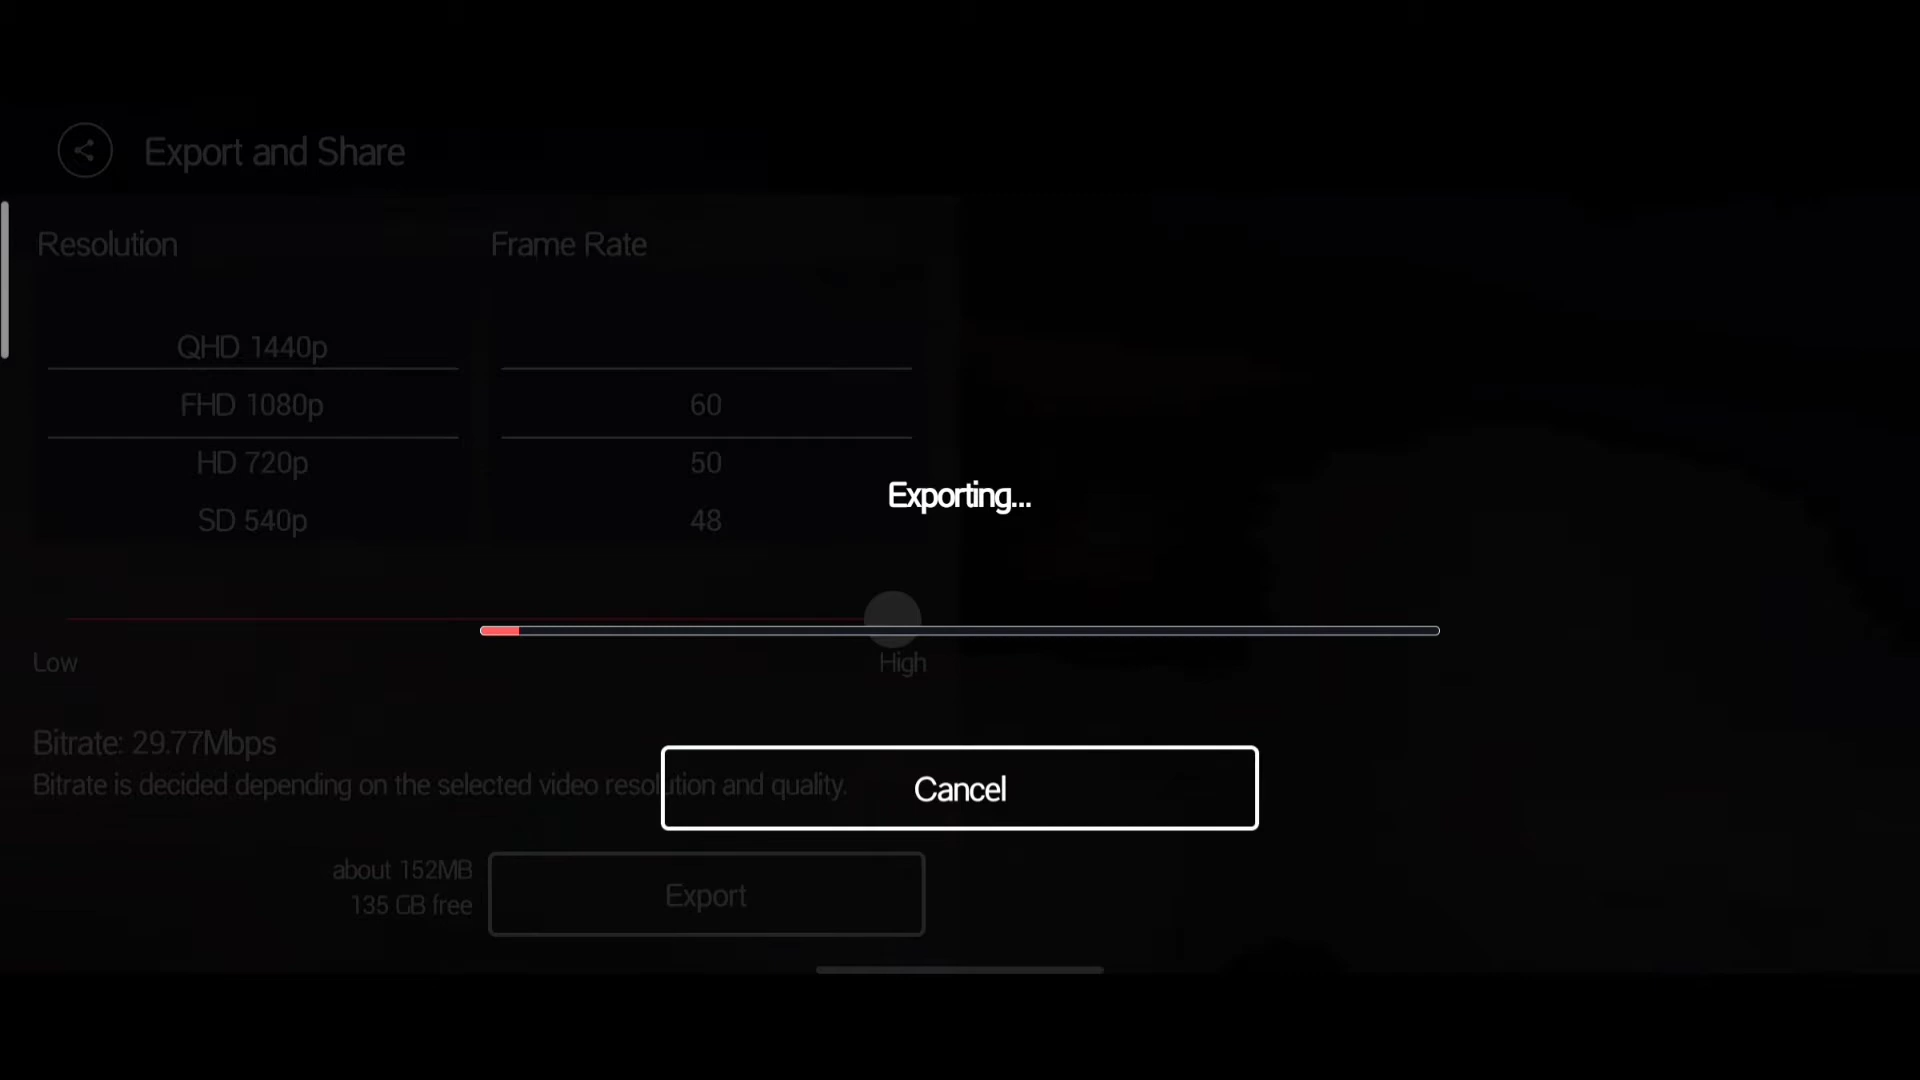 Export and Share
Resolution
Frame Rate
QHD 1440p
FHD 1080p
60
HD 720p
50
SD 540p
48
Exporting...
Low
High
Bitrate: 29.77Mbps
Bitrate is decided depending on the selected video resolution and quality.
Cancel
about 152MB
135 GB free
Export